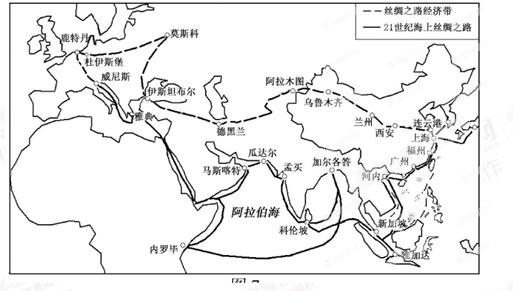 丝绸之路经济带
21世纪海上丝绸之路
鹿特丹
莫斯科
杜伊斯堡
威尼斯
伊斯坦布尔
雅典
阿拉木图
乌鲁木齐
德黑兰
兰州
西安
连云港
上海
福州
广州
河内
瓜达尔
马斯喀特
孟买
加尔各答
阿拉伯海
科伦坡
新加坡
雅加达
内罗毕